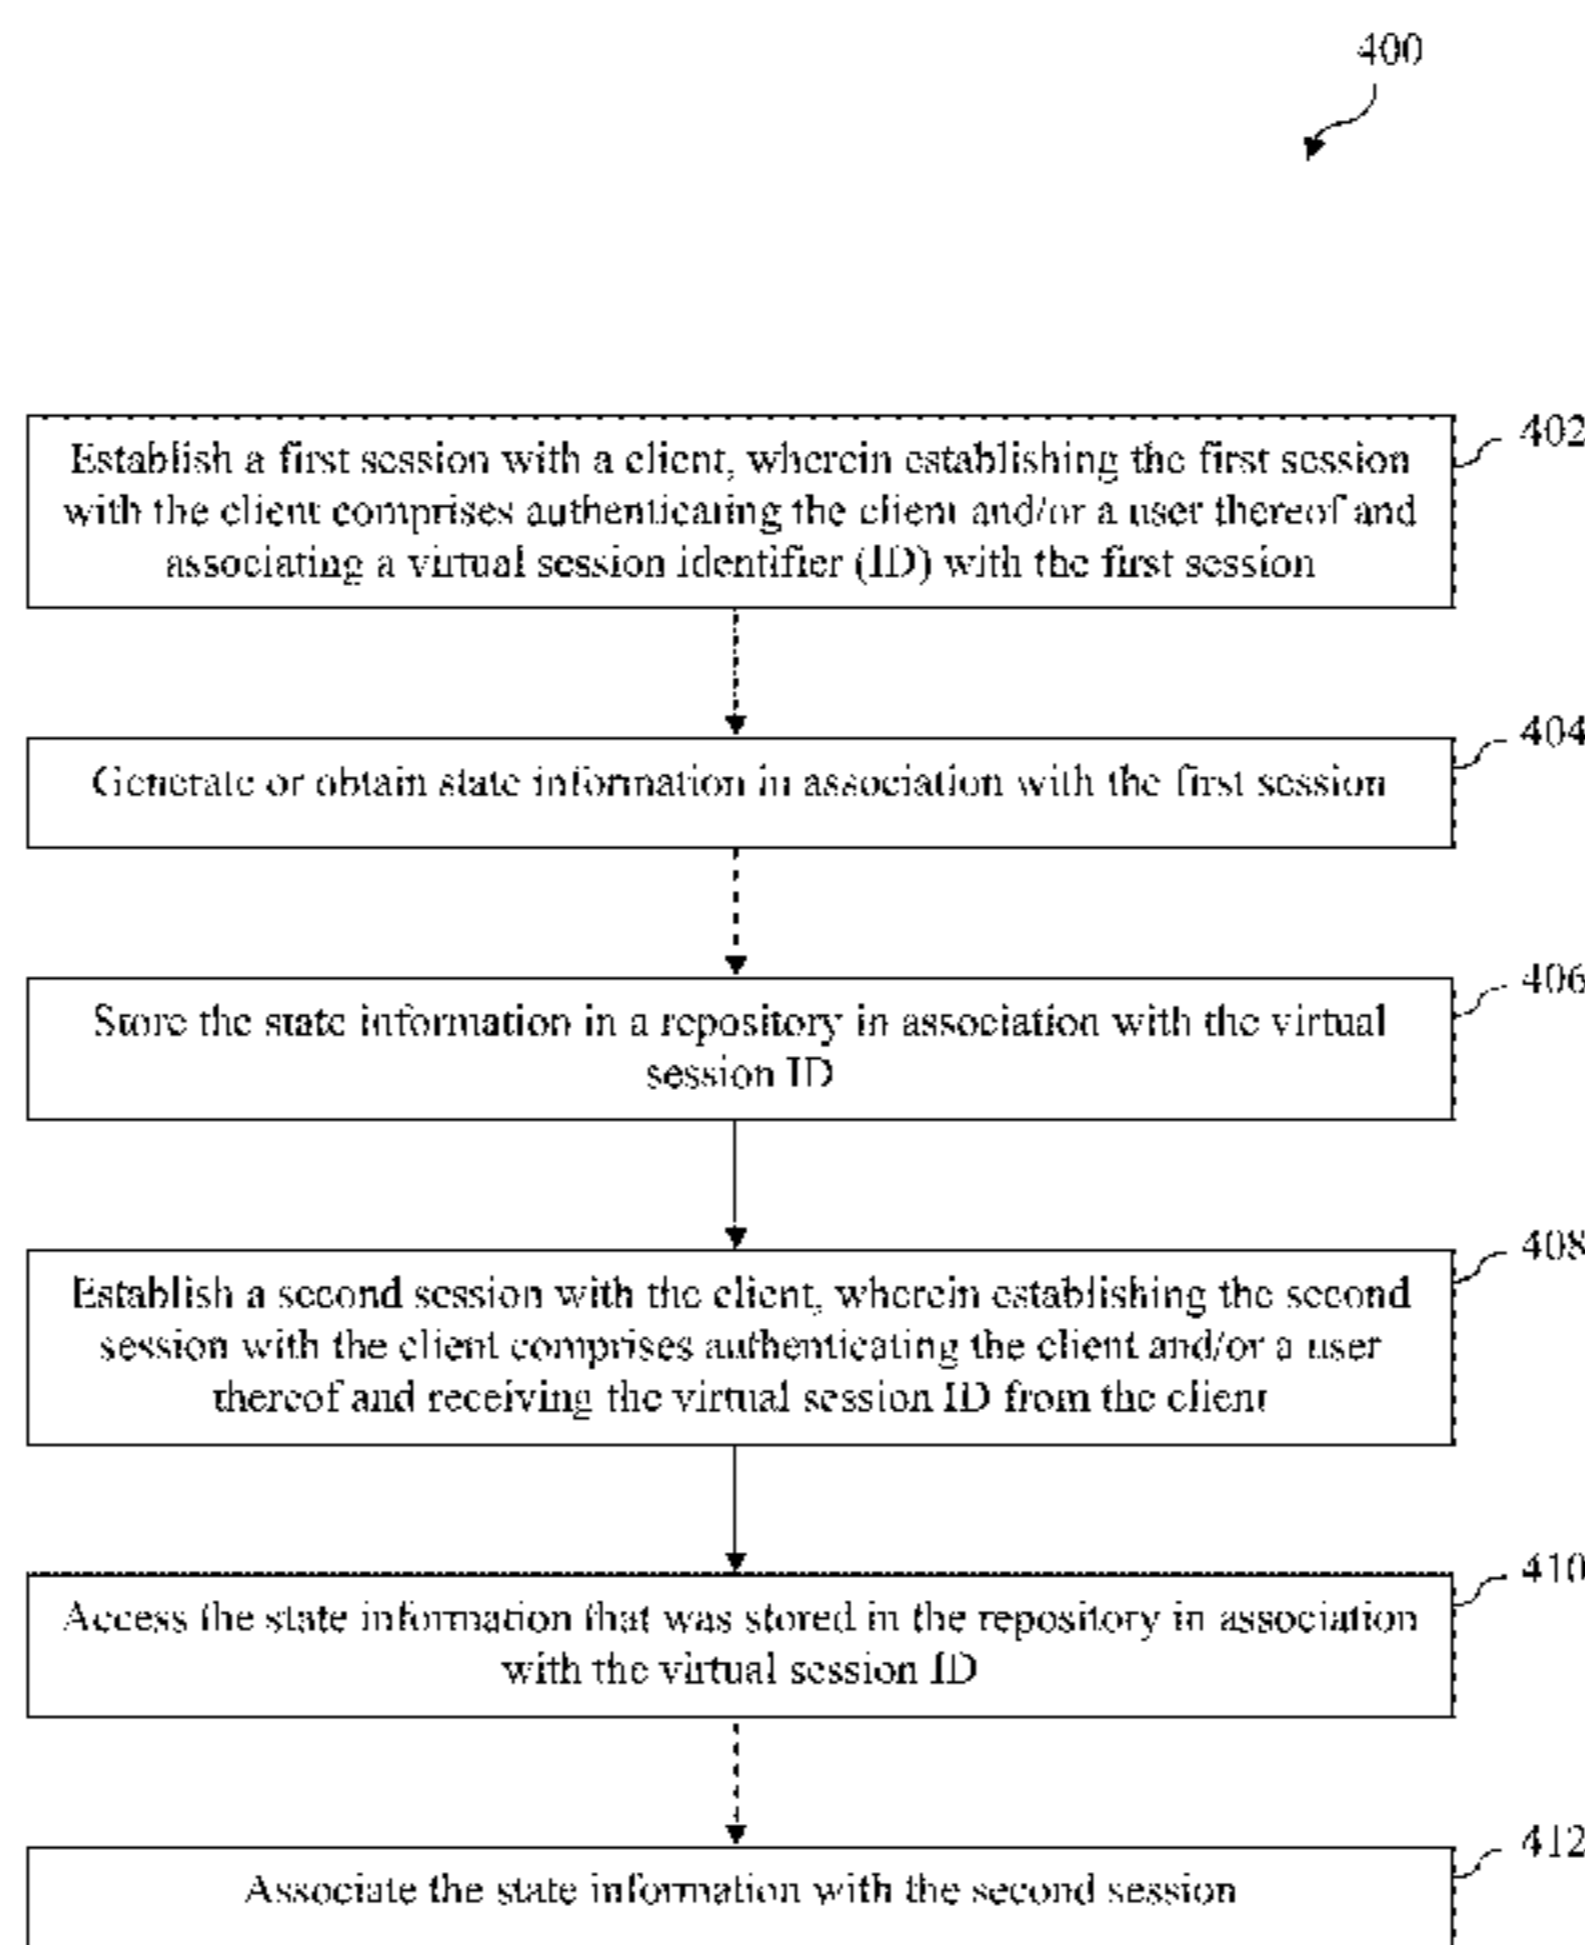 400
402
Establish a first session with a client, wherein establishing the first session
with the client comprises authenticating the client and/or a user thereof and
associating a virtual session identifier (ID) with the first session
404
Generate or obtain state information in association with the first session
406
Store the state information in a repository in association with the virtual
session ID
408
Establish a second session with the client, wherein establishing the second
session with the client comprises authenticating the client and/or a user
thereof and receiving the virtual session ID from the client
410
Access the state information that was stored in the repository in association
with the virtual session ID
412
Associate the state information with the second session